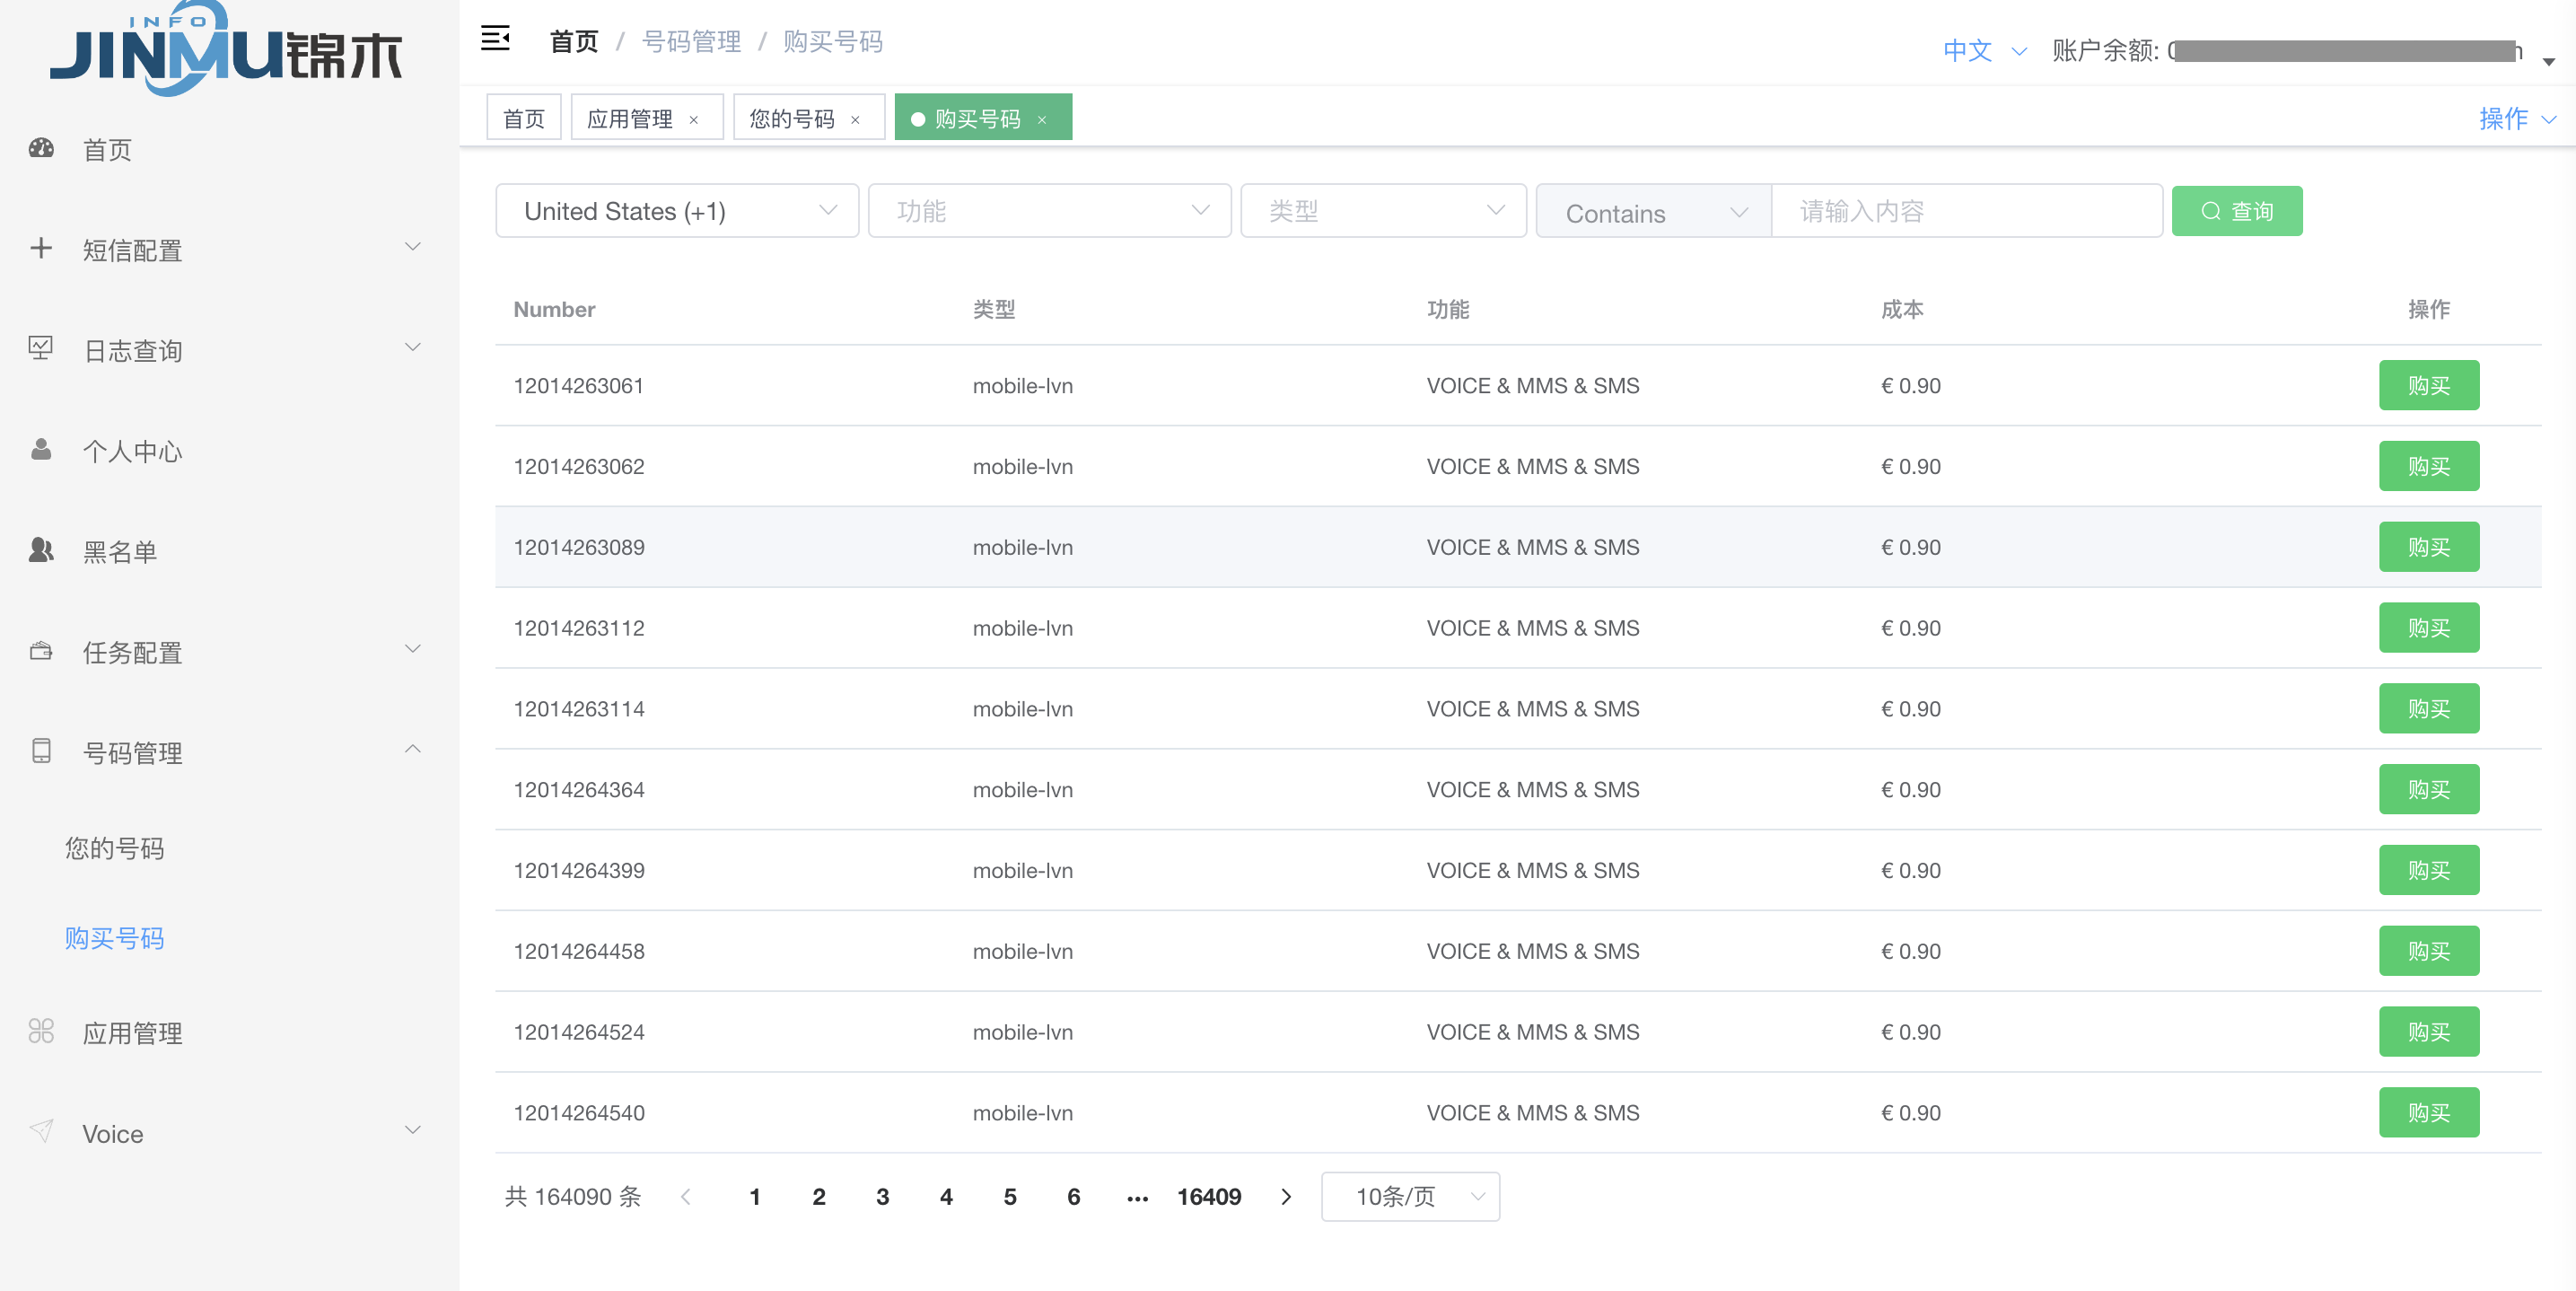 INFO
JINMU锦木
首页 / 号码管理 / 购买号码
中文
账户余额:
首页
应用管理 ×
您的号码 ×
购买号码 ×
操作
首页
短信配置
日志查询
个人中心
黑名单
任务配置
号码管理
您的号码
购买号码
应用管理
Voice
United States (+1)
功能
类型
Contains
请输入内容
查询
Number 类型 功能 成本 操作
12014263061 mobile-lvn VOICE & MMS & SMS € 0.90 购买
12014263062 mobile-lvn VOICE & MMS & SMS € 0.90 购买
12014263089 mobile-lvn VOICE & MMS & SMS € 0.90 购买
12014263112 mobile-lvn VOICE & MMS & SMS € 0.90 购买
12014263114 mobile-lvn VOICE & MMS & SMS € 0.90 购买
12014264364 mobile-lvn VOICE & MMS & SMS € 0.90 购买
12014264399 mobile-lvn VOICE & MMS & SMS € 0.90 购买
12014264458 mobile-lvn VOICE & MMS & SMS € 0.90 购买
12014264524 mobile-lvn VOICE & MMS & SMS € 0.90 购买
12014264540 mobile-lvn VOICE & MMS & SMS € 0.90 购买
共 164090 条 1 2 3 4 5 6 ••• 16409 10条/页